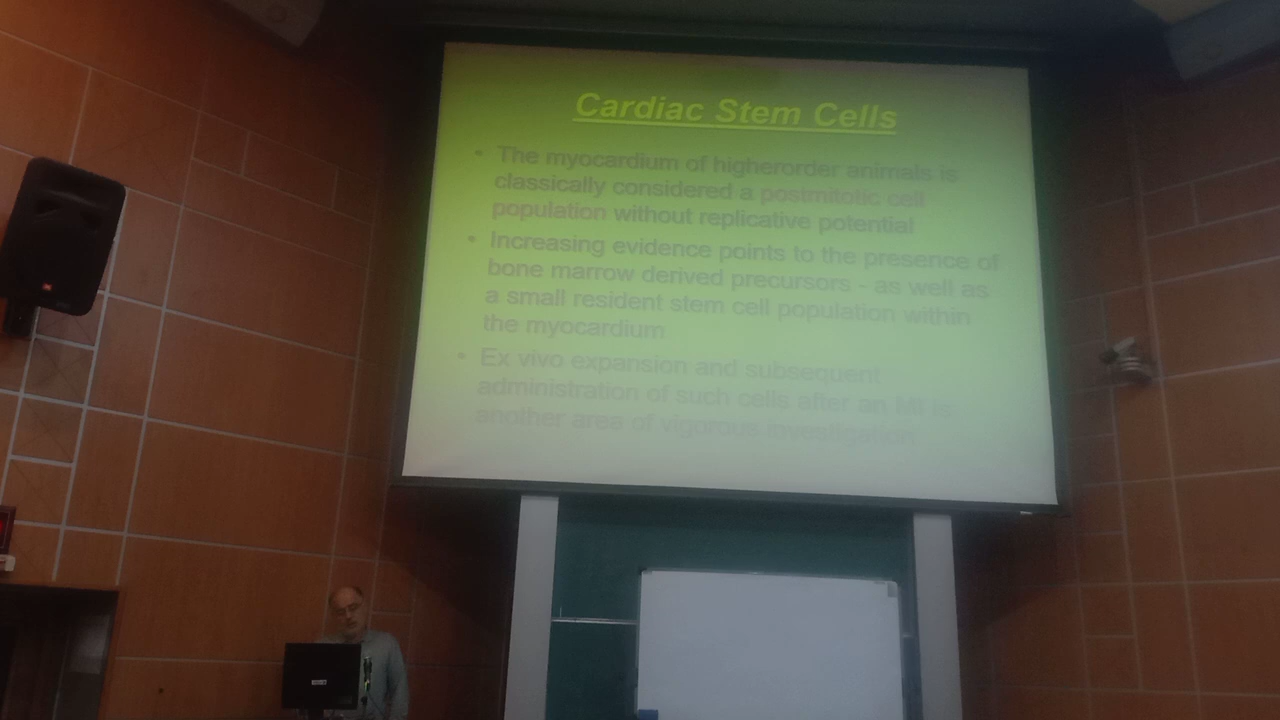 Cardiac Stem Cells
• The myocardium of higherorder animals is
classically considered a postmitotic cell
population without replicative potential
• Increasing evidence points to the presence of
bone marrow derived precursors - as well as
a small resident stem cell population within
the myocardium
• Ex vivo expansion and subsequent
administration of such cells after an MI is
another area of vigorous investigation